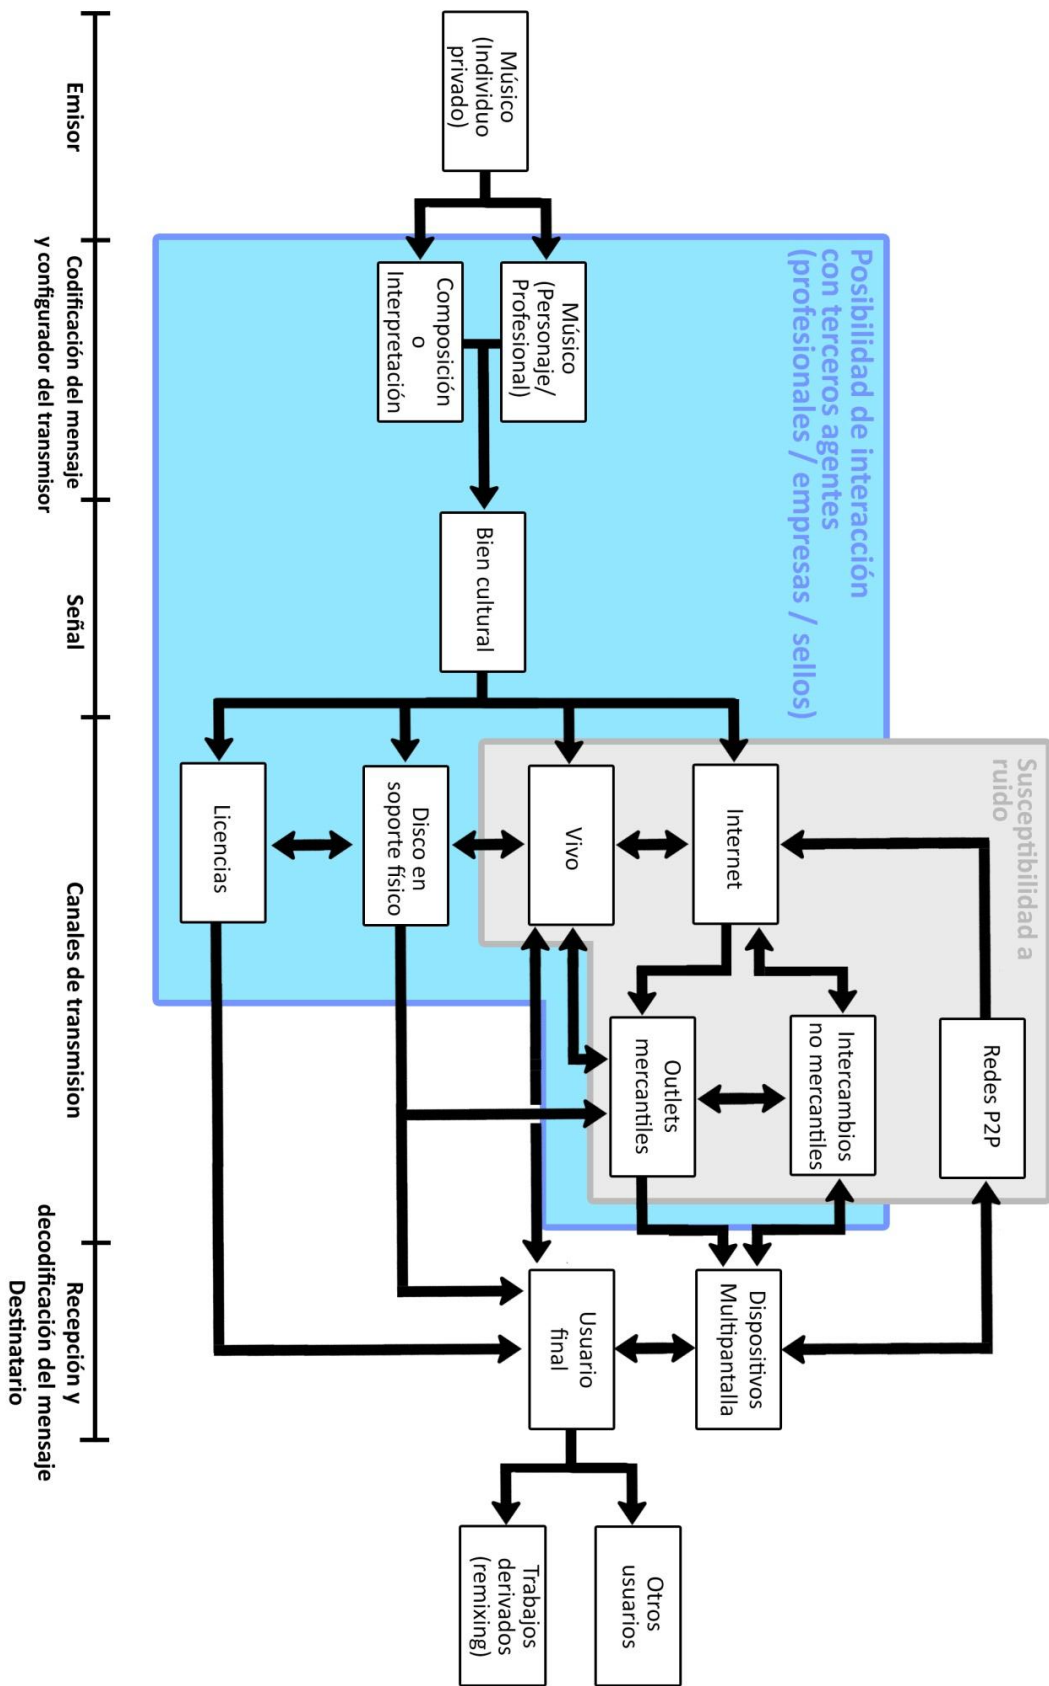 Músico
(Individuo
privado)
Posibilidad de interacción
con terceros agentes
(profesionales / empresas / sellos)
Músico
(Personaje/
Profesional)
Composición
o
Interpretación
Bien cultural
Susceptibilidad a
ruido
Internet
Vivo
Disco en
soporte físico
Licencias
Redes P2P
Intercambios
no mercantiles
Outlets
mercantiles
Dispositivos
Multipantalla
Usuario
final
Otros
usuarios
Trabajos
derivados
(remixing)
Emisor
Codificación del mensaje
y configurador del transmisor
Señal
Canales de transmision
Recepción y
decodificación del mensaje
Destinatario